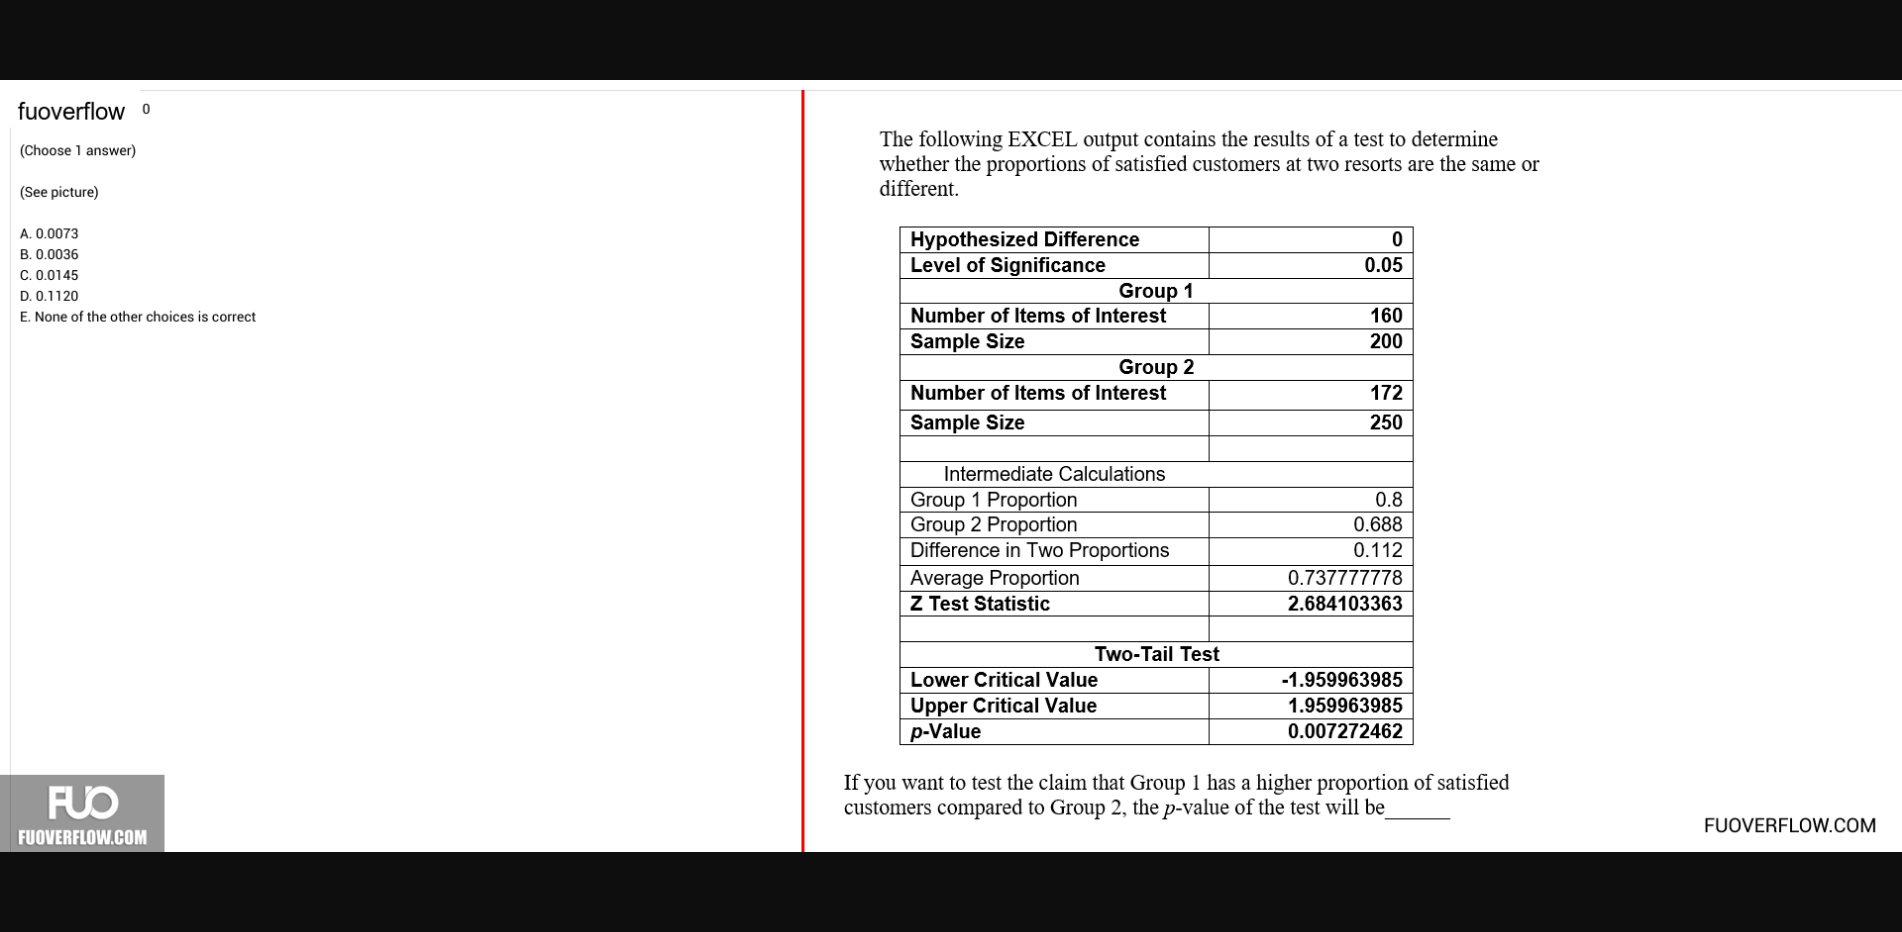 fuoverflow 0
(Choose 1 answer)
(See picture)
A. 0.0073
B. 0.0036
C. 0.0145
D. 0.1120
E. None of the other choices is correct
The following EXCEL output contains the results of a test to determine
whether the proportions of satisfied customers at two resorts are the same or
different.
Hypothesized Difference 0
Level of Significance 0.05
Group 1
Number of Items of Interest 160
Sample Size 200
Group 2
Number of Items of Interest 172
Sample Size 250
Intermediate Calculations
Group 1 Proportion 0.8
Group 2 Proportion 0.688
Difference in Two Proportions 0.112
Average Proportion 0.737777778
Z Test Statistic 2.684103363
Two-Tail Test
Lower Critical Value -1.959963985
Upper Critical Value 1.959963985
p-Value 0.007272462
If you want to test the claim that Group 1 has a higher proportion of satisfied
customers compared to Group 2, the p-value of the test will be______
FUO
FUOVERFLOW.COM
FUOVERFLOW.COM